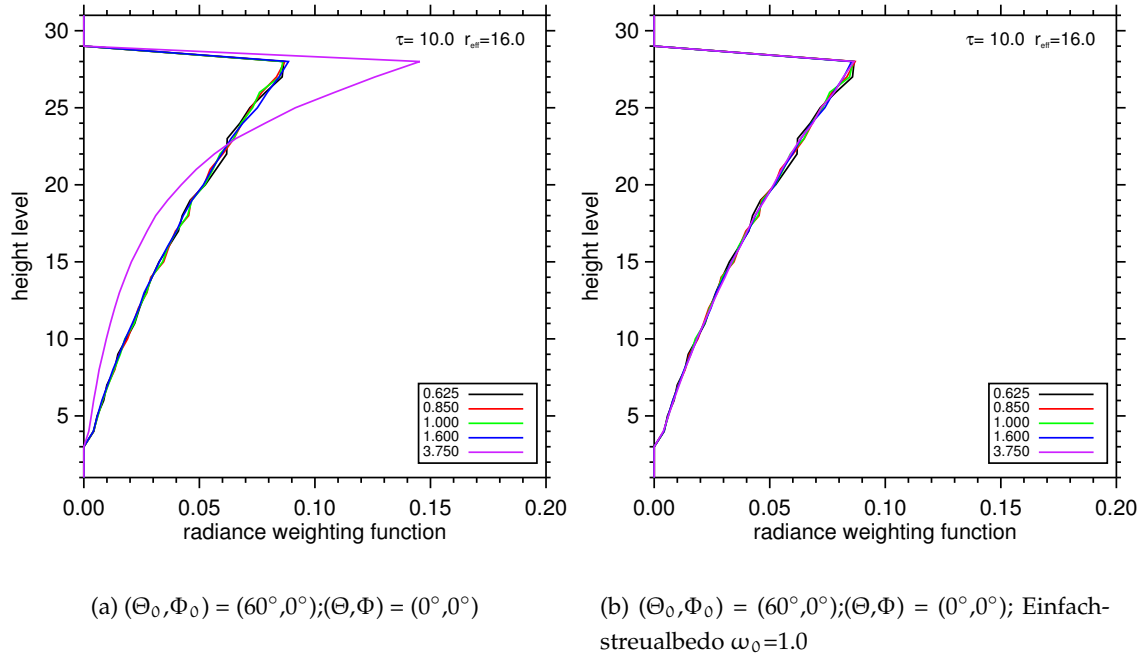 τ= 10.0 r_eff=16.0
height level
30
25
20
15
10
5
0.625
0.850
1.000
1.600
3.750
0.00 0.05 0.10 0.15 0.20
radiance weighting function
(a) (Θ₀,Φ₀) = (60°,0°);(Θ,Φ) = (0°,0°)
τ= 10.0 r_eff=16.0
height level
30
25
20
15
10
5
0.625
0.850
1.000
1.600
3.750
0.00 0.05 0.10 0.15 0.20
radiance weighting function
(b) (Θ₀,Φ₀) = (60°,0°);(Θ,Φ) = (0°,0°); Einfach-
streualbedo ω₀=1.0